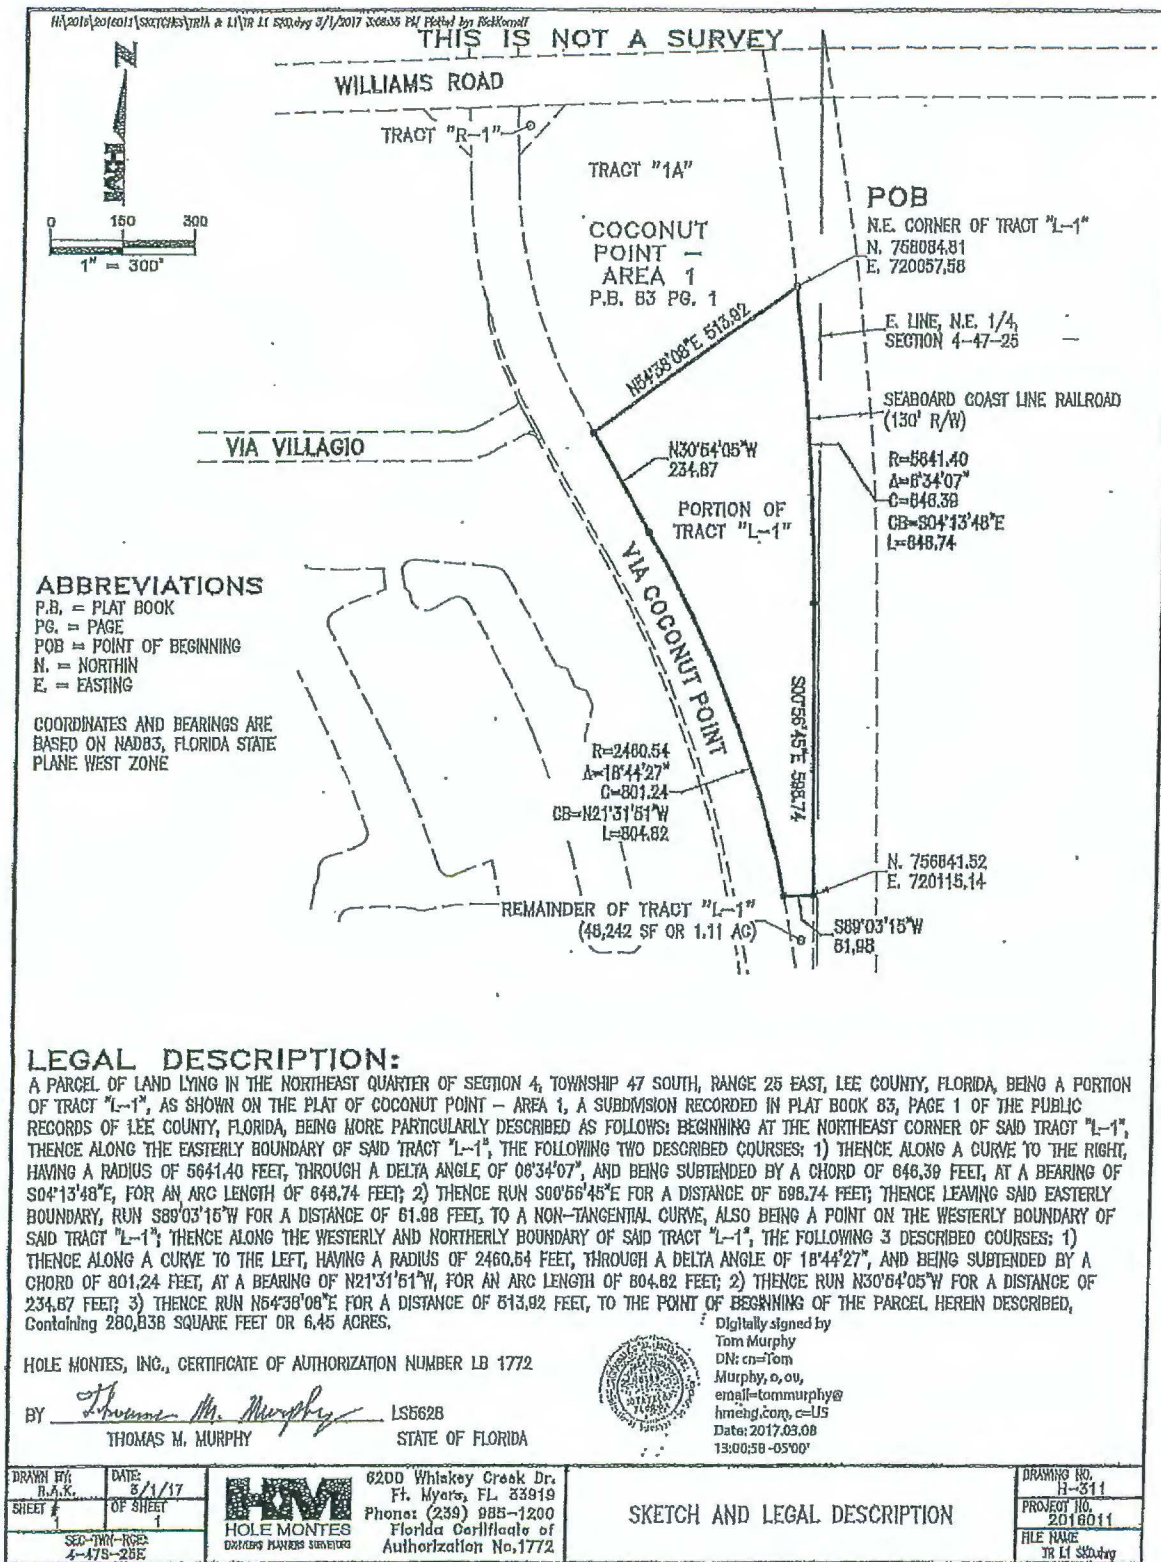 THIS IS NOT A SURVEY
WILLIAMS ROAD
TRACT "R-1"
TRACT "1A"
COCONUT
POINT -
AREA 1
P.B. 83 PG. 1
0 150 300
1" = 300'
POB
N.E. CORNER OF TRACT "L-1"
N. 758084.81
E. 720057.58
E. LINE, N.E. 1/4,
SECTION 4-47-25
SEABOARD COAST LINE RAILROAD
(130' R/W)
R=5641.40
Δ=6°34'07"
C=646.39
CB=S04°13'48"E
L=646.74
N54°38'08"E 513.92
VIA VILLAGIO
N30°54'05"W
234.87
PORTION OF
TRACT "L-1"
VIA COCONUT POINT
S00°56'45"E 598.74
ABBREVIATIONS
P.B. = PLAT BOOK
PG. = PAGE
POB = POINT OF BEGINNING
N. = NORTHIN
E. = EASTING
COORDINATES AND BEARINGS ARE
BASED ON NAD83, FLORIDA STATE
PLANE WEST ZONE
R=2460.54
Δ=18°44'27"
C=801.24
CB=N21°31'51"W
L=804.82
N. 756841.52
E. 720115.14
REMAINDER OF TRACT "L-1"
(48,242 SF OR 1.11 AC)
S89°03'15"W
61.98
LEGAL DESCRIPTION:
A PARCEL OF LAND LYING IN THE NORTHEAST QUARTER OF SECTION 4, TOWNSHIP 47 SOUTH, RANGE 25 EAST, LEE COUNTY, FLORIDA, BEING A PORTION
OF TRACT "L-1", AS SHOWN ON THE PLAT OF COCONUT POINT - AREA 1, A SUBDIVISION RECORDED IN PLAT BOOK 83, PAGE 1 OF THE PUBLIC
RECORDS OF LEE COUNTY, FLORIDA, BEING MORE PARTICULARLY DESCRIBED AS FOLLOWS: BEGINNING AT THE NORTHEAST CORNER OF SAID TRACT "L-1",
THENCE ALONG THE EASTERLY BOUNDARY OF SAID TRACT "L-1", THE FOLLOWING TWO DESCRIBED COURSES: 1) THENCE ALONG A CURVE TO THE RIGHT,
HAVING A RADIUS OF 5641.40 FEET, THROUGH A DELTA ANGLE OF 06°34'07", AND BEING SUBTENDED BY A CHORD OF 646.39 FEET, AT A BEARING OF
S04°13'48"E, FOR AN ARC LENGTH OF 646.74 FEET; 2) THENCE RUN S00°56'45"E FOR A DISTANCE OF 598.74 FEET; THENCE LEAVING SAID EASTERLY
BOUNDARY, RUN S89°03'15"W FOR A DISTANCE OF 61.98 FEET, TO A NON-TANGENTIAL CURVE, ALSO BEING A POINT ON THE WESTERLY BOUNDARY OF
SAID TRACT "L-1"; THENCE ALONG THE WESTERLY AND NORTHERLY BOUNDARY OF SAID TRACT "L-1", THE FOLLOWING 3 DESCRIBED COURSES: 1)
THENCE ALONG A CURVE TO THE LEFT, HAVING A RADIUS OF 2460.54 FEET, THROUGH A DELTA ANGLE OF 18°44'27", AND BEING SUBTENDED BY A
CHORD OF 801.24 FEET, AT A BEARING OF N21°31'51"W, FOR AN ARC LENGTH OF 804.82 FEET; 2) THENCE RUN N30°54'05"W FOR A DISTANCE OF
234.87 FEET; 3) THENCE RUN N54°38'08"E FOR A DISTANCE OF 513.92 FEET, TO THE POINT OF BEGINNING OF THE PARCEL HEREIN DESCRIBED,
Containing 280,838 SQUARE FEET OR 6.45 ACRES.
HOLE MONTES, INC., CERTIFICATE OF AUTHORIZATION NUMBER LB 1772
BY Thomas M. Murphy LS5628
THOMAS M. MURPHY STATE OF FLORIDA
Digitally signed by
Tom Murphy
DN: cn=Tom
Murphy, o, ou,
email=tommurphy@
hmeng.com, c=US
Date: 2017.03.08
13:00:58 -05'00'
DRAWN BY:
R.A.K.
DATE:
3/1/17
SHEET #
1
OF SHEET
1
SEC-TWN-RGE:
4-47S-25E
HM
HOLE MONTES
ENGINEERS PLANNERS SURVEYORS
6200 Whiskey Creek Dr.
Ft. Myers, FL 33919
Phone: (239) 985-1200
Florida Certificate of
Authorization No.1772
SKETCH AND LEGAL DESCRIPTION
DRAWING NO.
H-311
PROJECT NO.
2016011
FILE NAME
TR L1 SKD.dwg